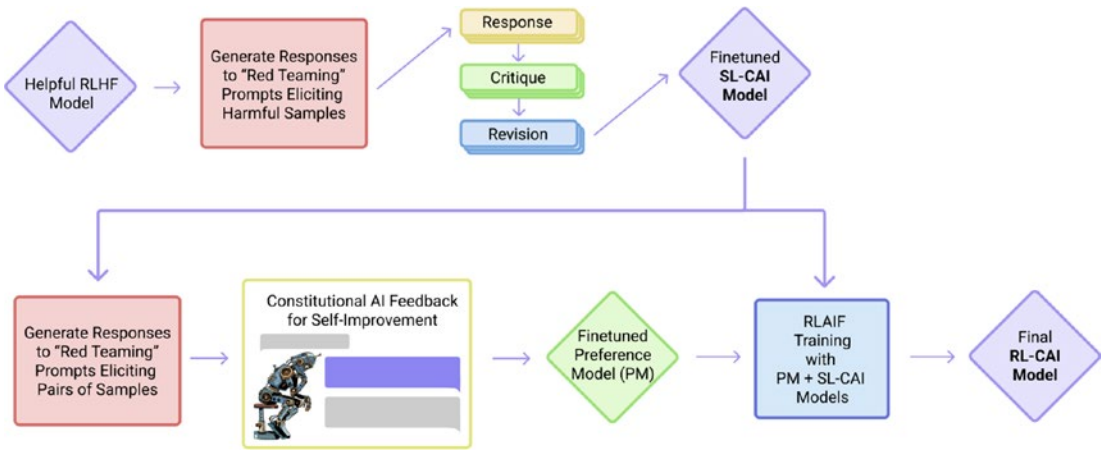 Helpful RLHF
Model
Generate Responses
to “Red Teaming”
Prompts Eliciting
Harmful Samples
Response
Critique
Revision
Finetuned
SL-CAI
Model
Generate Responses
to “Red Teaming”
Prompts Eliciting
Pairs of Samples
Constitutional AI Feedback
for Self-Improvement
Finetuned
Preference
Model (PM)
RLAIF
Training
with
PM + SL-CAI
Models
Final
RL-CAI
Model